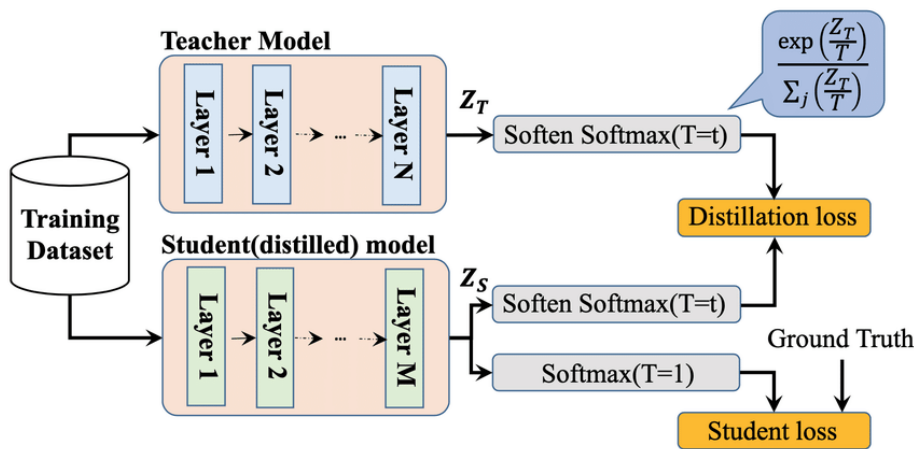 Teacher Model
Layer 1
Layer 2
...
Layer N
Z_T
Soften Softmax(T=t)
exp(Z_T/T)
∑_j(Z_T/T)
Training
Dataset
Distillation loss
Student(distilled) model
Layer 1
Layer 2
...
Layer M
Z_S
Soften Softmax(T=t)
Softmax(T=1)
Ground Truth
Student loss